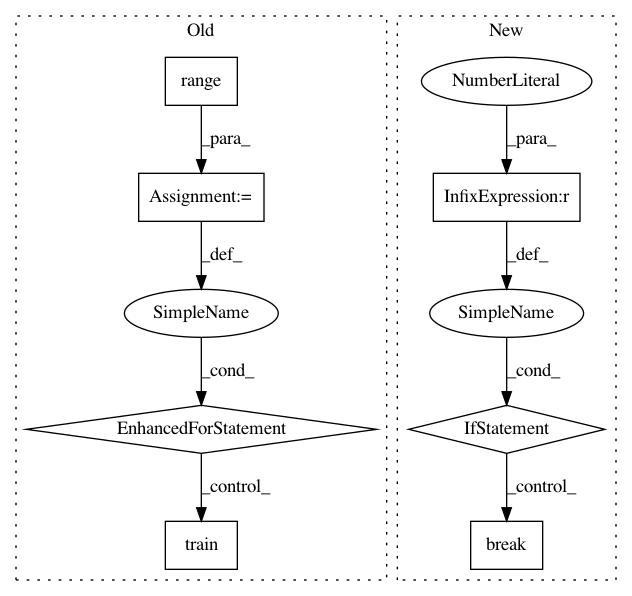 Old
range
_para_
Assignment:=
_def_
SimpleName
_cond_
EnhancedForStatement
_control_
train
New
NumberLiteral
_para_
InfixExpression:r
_def_
SimpleName
_cond_
IfStatement
_control_
break